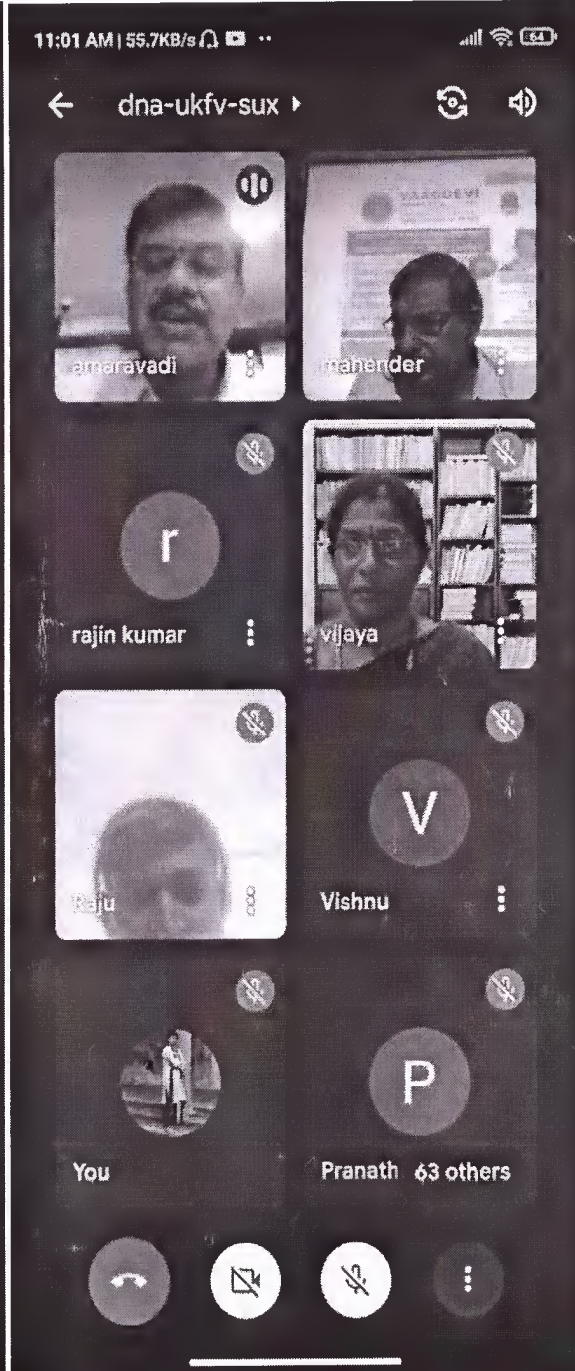 11:01 AM | 55.7KB/s 64
dna-ukfv-sux
VAAGDEVI
amaravadi
mahender
r
rajin kumar
vijaya
Raju
V
Vishnu
You
P
Pranath 63 others